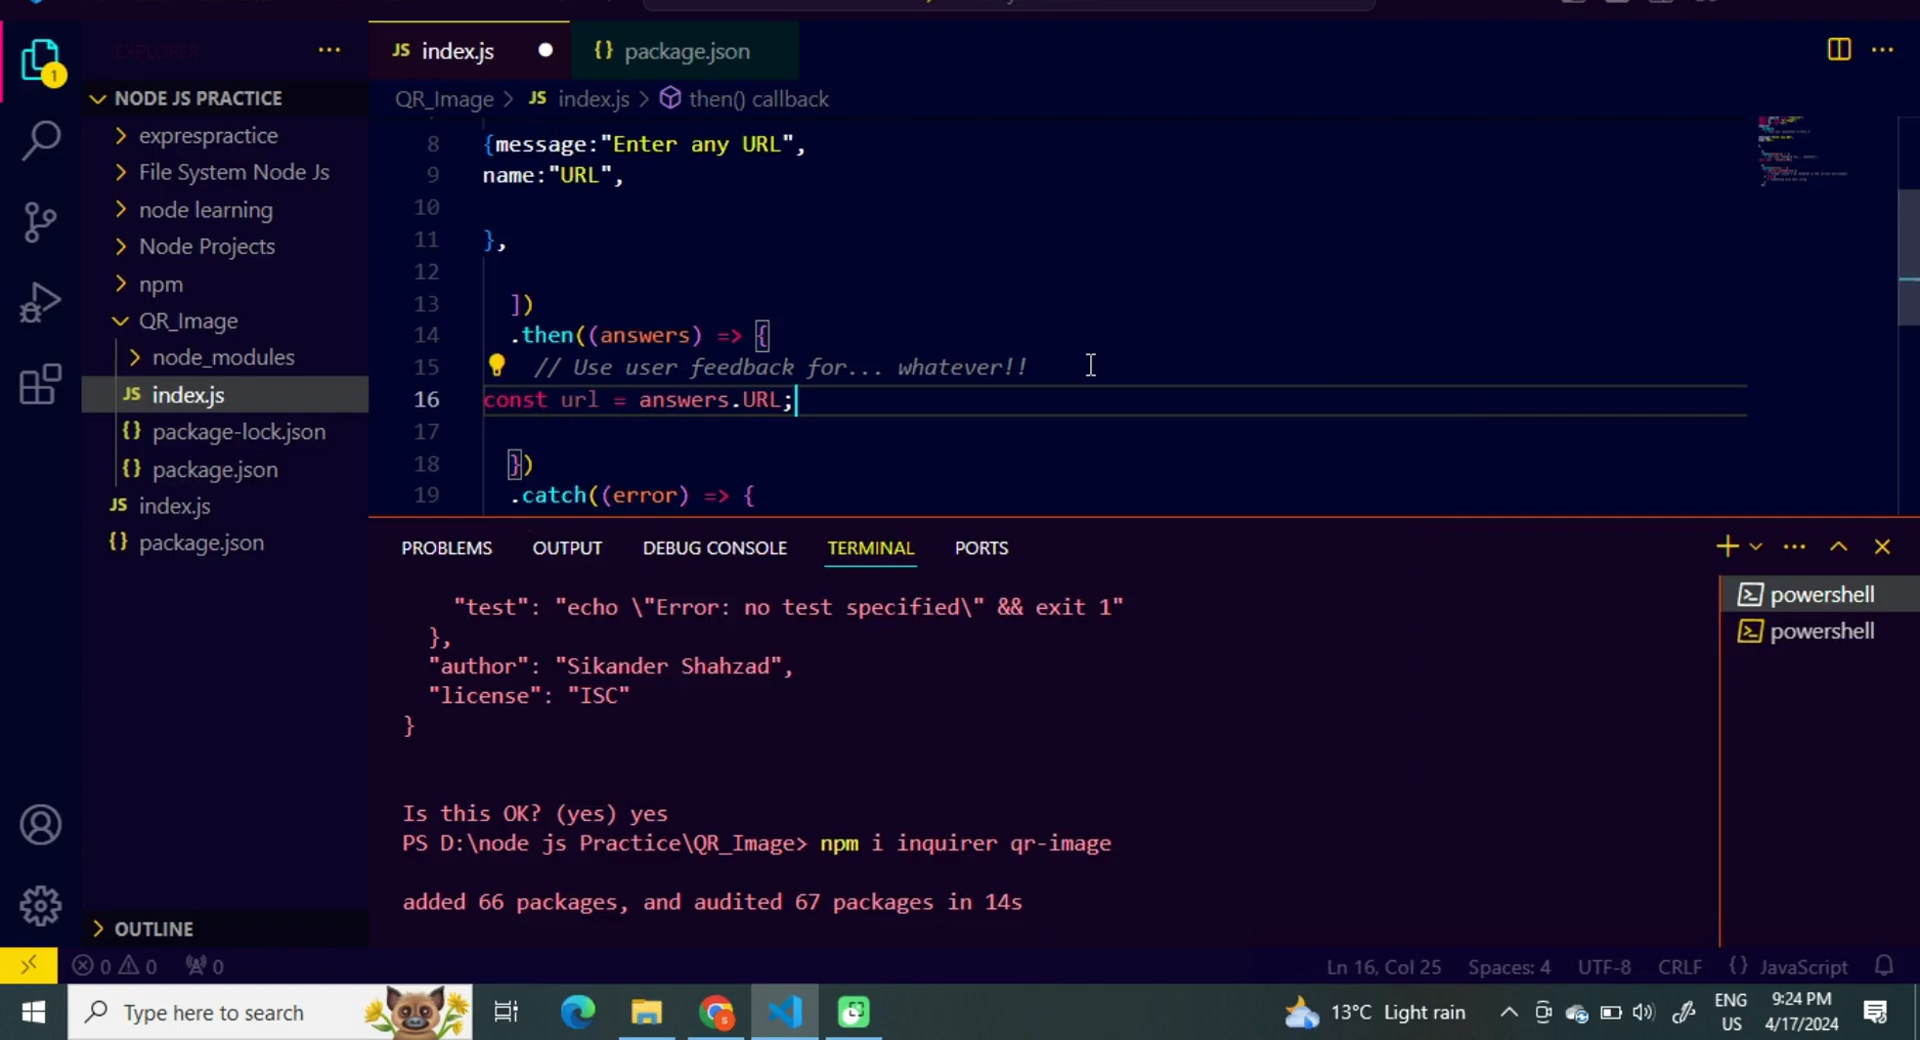 EXPLORER
NODE JS PRACTICE
exprespractice
File System Node Js
node learning
Node Projects
npm
QR_Image
node_modules
JS index.js
{} package-lock.json
{} package.json
JS index.js
{} package.json
OUTLINE
1
JS index.js
{} package.json
QR_Image > JS index.js > then() callback
8 {message:"Enter any URL",
9 name:"URL",
10
11 },
12
13 ])
14 .then((answers) => {
15 // Use user feedback for... whatever!!
16 const url = answers.URL;
17
18 })
19 .catch((error) => {
PROBLEMS OUTPUT DEBUG CONSOLE TERMINAL PORTS
"test": "echo \"Error: no test specified\" && exit 1"
},
"author": "Sikander Shahzad",
"license": "ISC"
}
Is this OK? (yes) yes
PS D:\node js Practice\QR_Image> npm i inquirer qr-image
added 66 packages, and audited 67 packages in 14s
powershell
powershell
0 0 0
Ln 16, Col 25 Spaces: 4 UTF-8 CRLF {} JavaScript
Type here to search
13°C Light rain
ENG
US
9:24 PM
4/17/2024